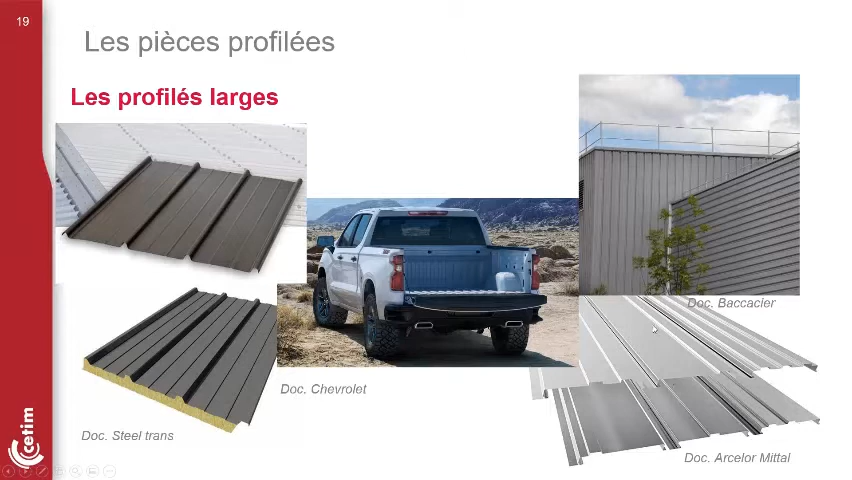 19
Les pièces profilées
Les profilés larges
Doc. Baccacier
Doc. Chevrolet
Doc. Steel trans
Doc. Arcelor Mittal
cetim